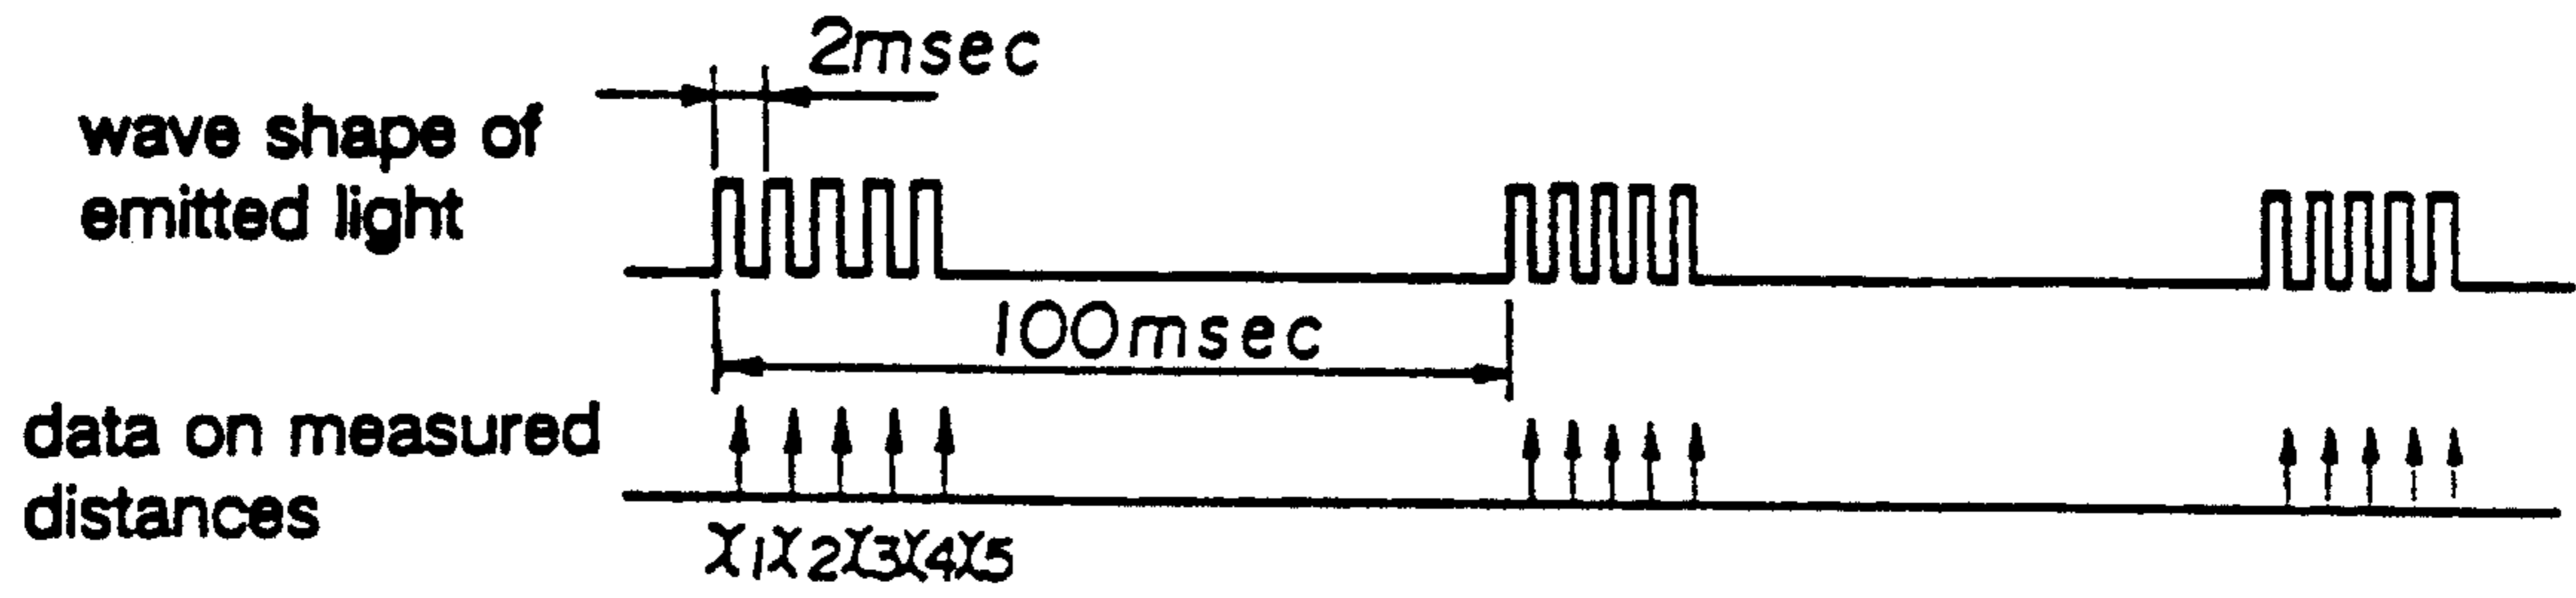 2msec
wave shape of
emitted light
100msec
data on measured
distances
X1X2X3X4X5